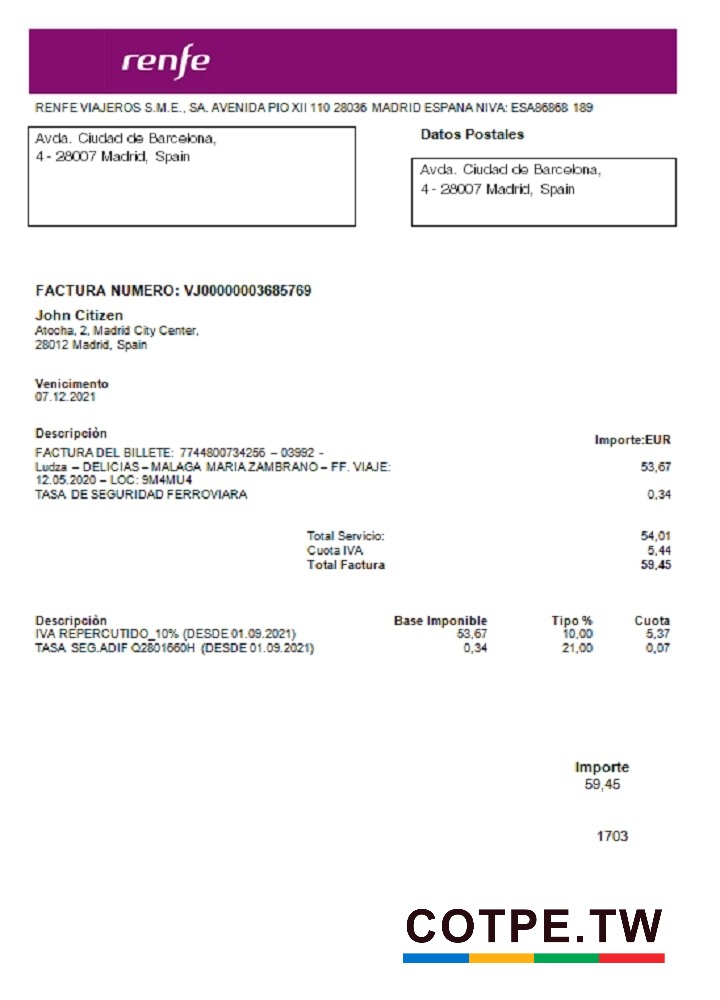 renfe
RENFE VIAJEROS S.M.E., SA. AVENIDA PIO XII 110 28036 MADRID ESPANA NIVA: ESA86868 189
Avda. Ciudad de Barcelona,
4 - 28007 Madrid, Spain
Datos Postales
Avda. Ciudad de Barcelona,
4 - 28007 Madrid, Spain
FACTURA NUMERO: VJ00000003685769
John Citizen
Atocha, 2, Madrid City Center,
28012 Madrid, Spain
Venicimento
07.12.2021
Descripciòn Importe:EUR
FACTURA DEL BILLETE: 7744800734256 – 03992 -
Ludza – DELICIAS – MALAGA MARIA ZAMBRANO – FF. VIAJE: 53,67
12.05.2020 – LOC: 9M4MU4
TASA DE SEGURIDAD FERROVIARA 0,34
Total Servicio: 54,01
Cuota IVA 5,44
Total Factura 59,45
Descripciòn Base Imponible Tipo % Cuota
IVA REPERCUTIDO_10% (DESDE 01.09.2021) 53,67 10,00 5,37
TASA SEG.ADIF Q2801660H (DESDE 01.09.2021) 0,34 21,00 0,07
Importe
59,45
1703
COTPE.TW